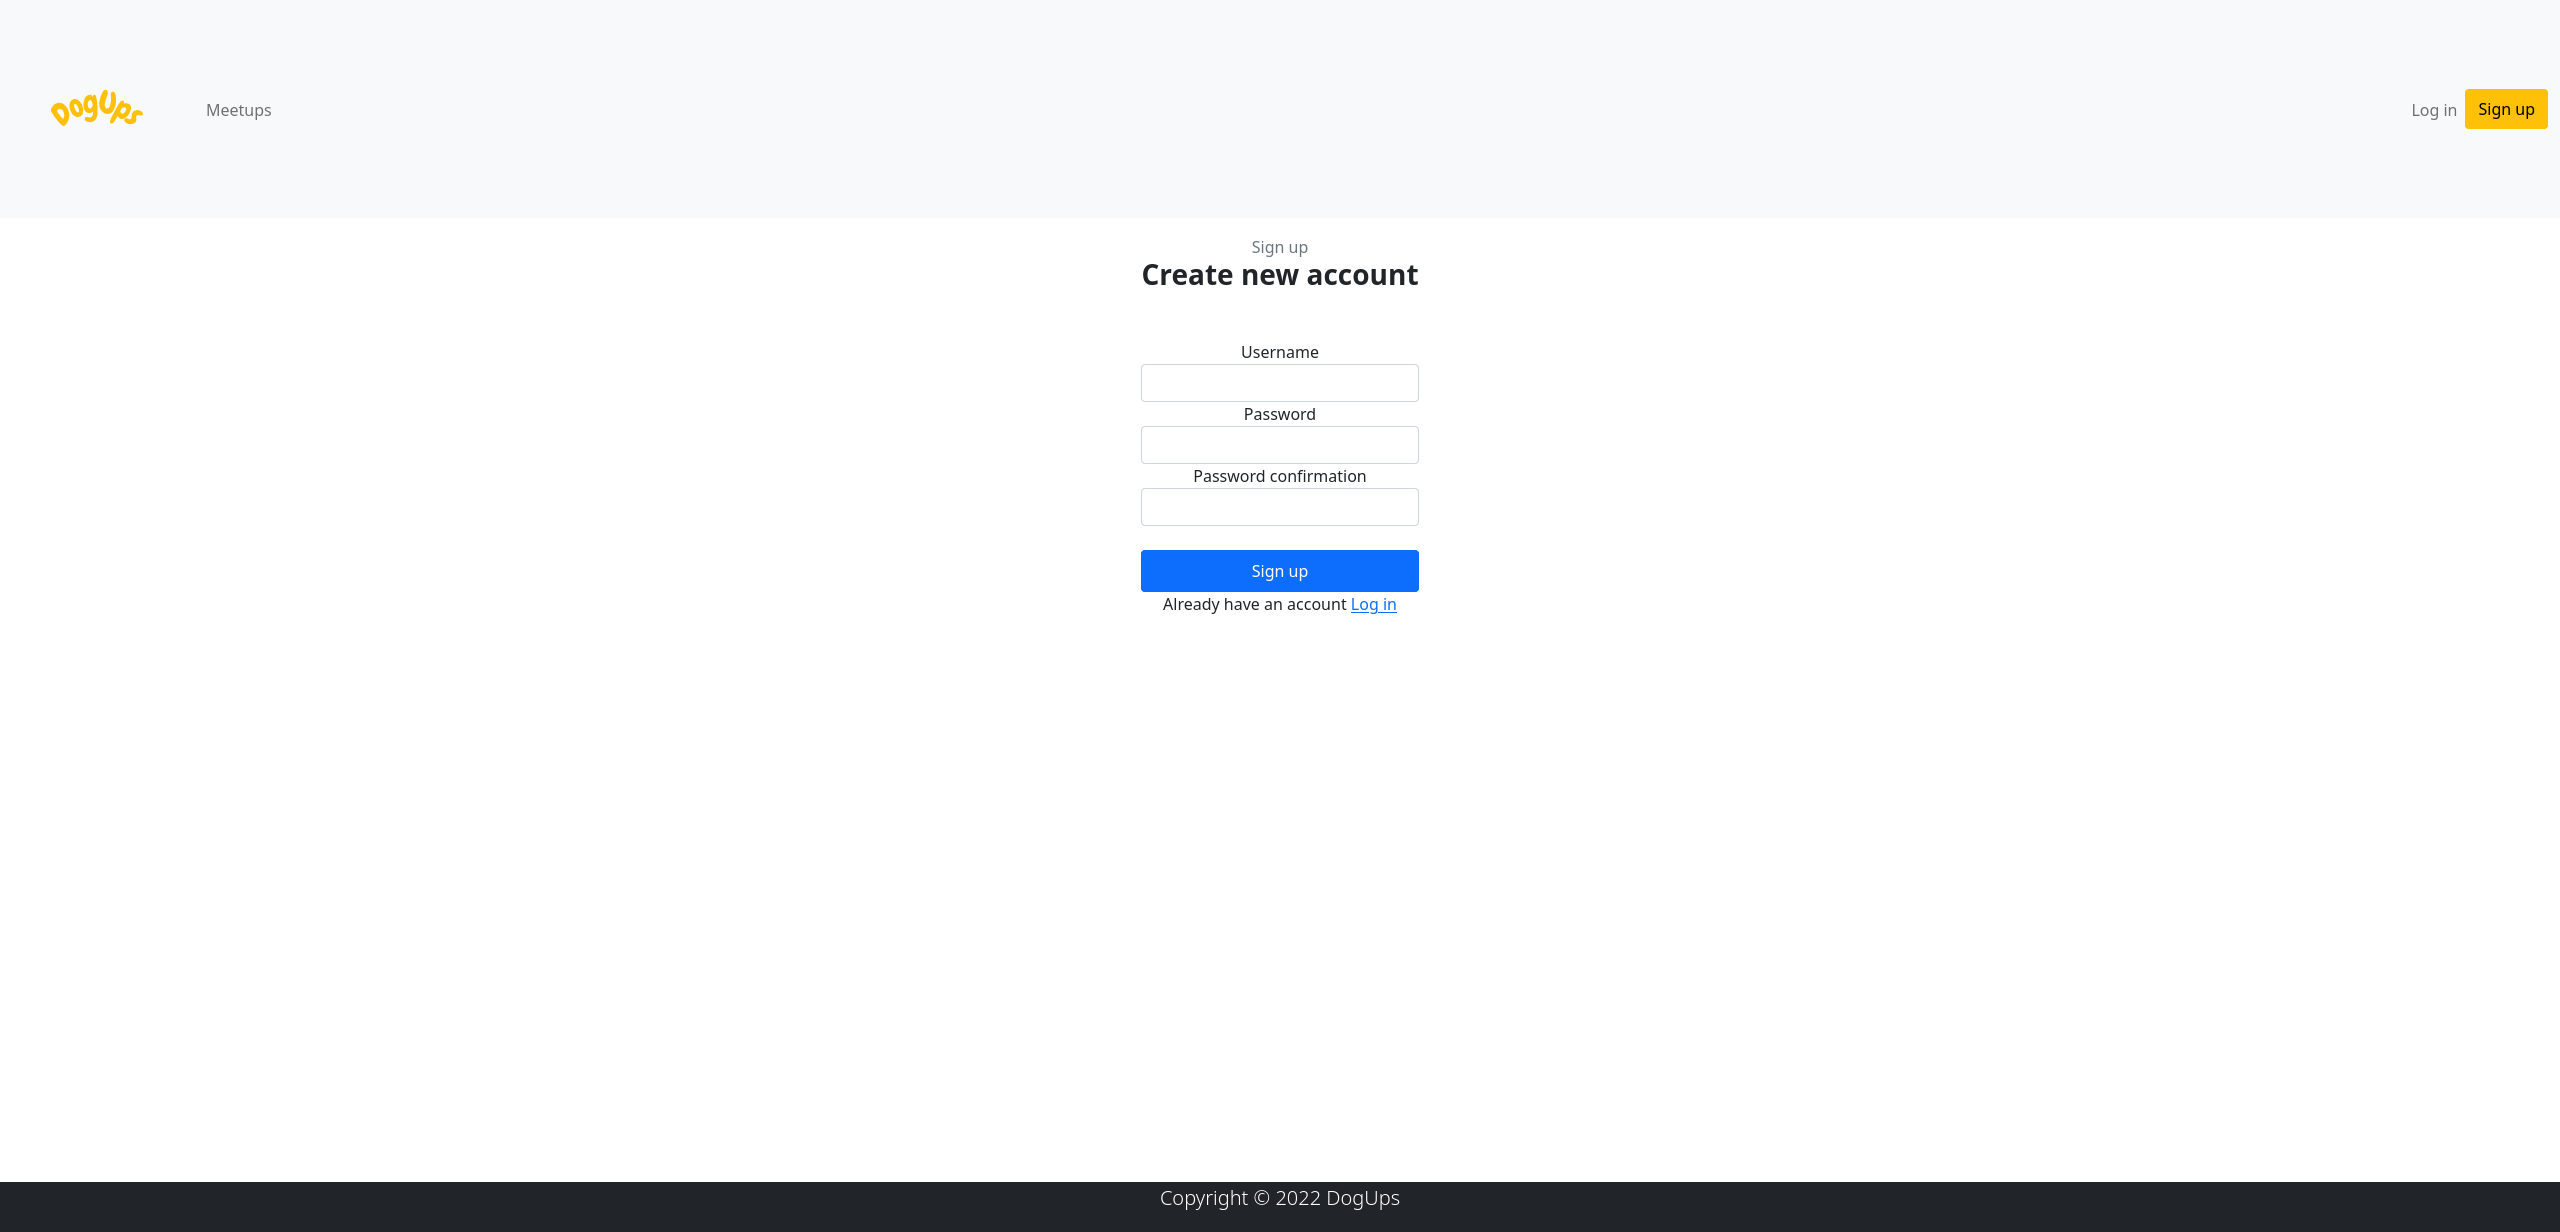 DogUps Meetups Log in Sign up
Sign up
Create new account
Username
Password
Password confirmation
Sign up
Already have an account Log in
Copyright © 2022 DogUps